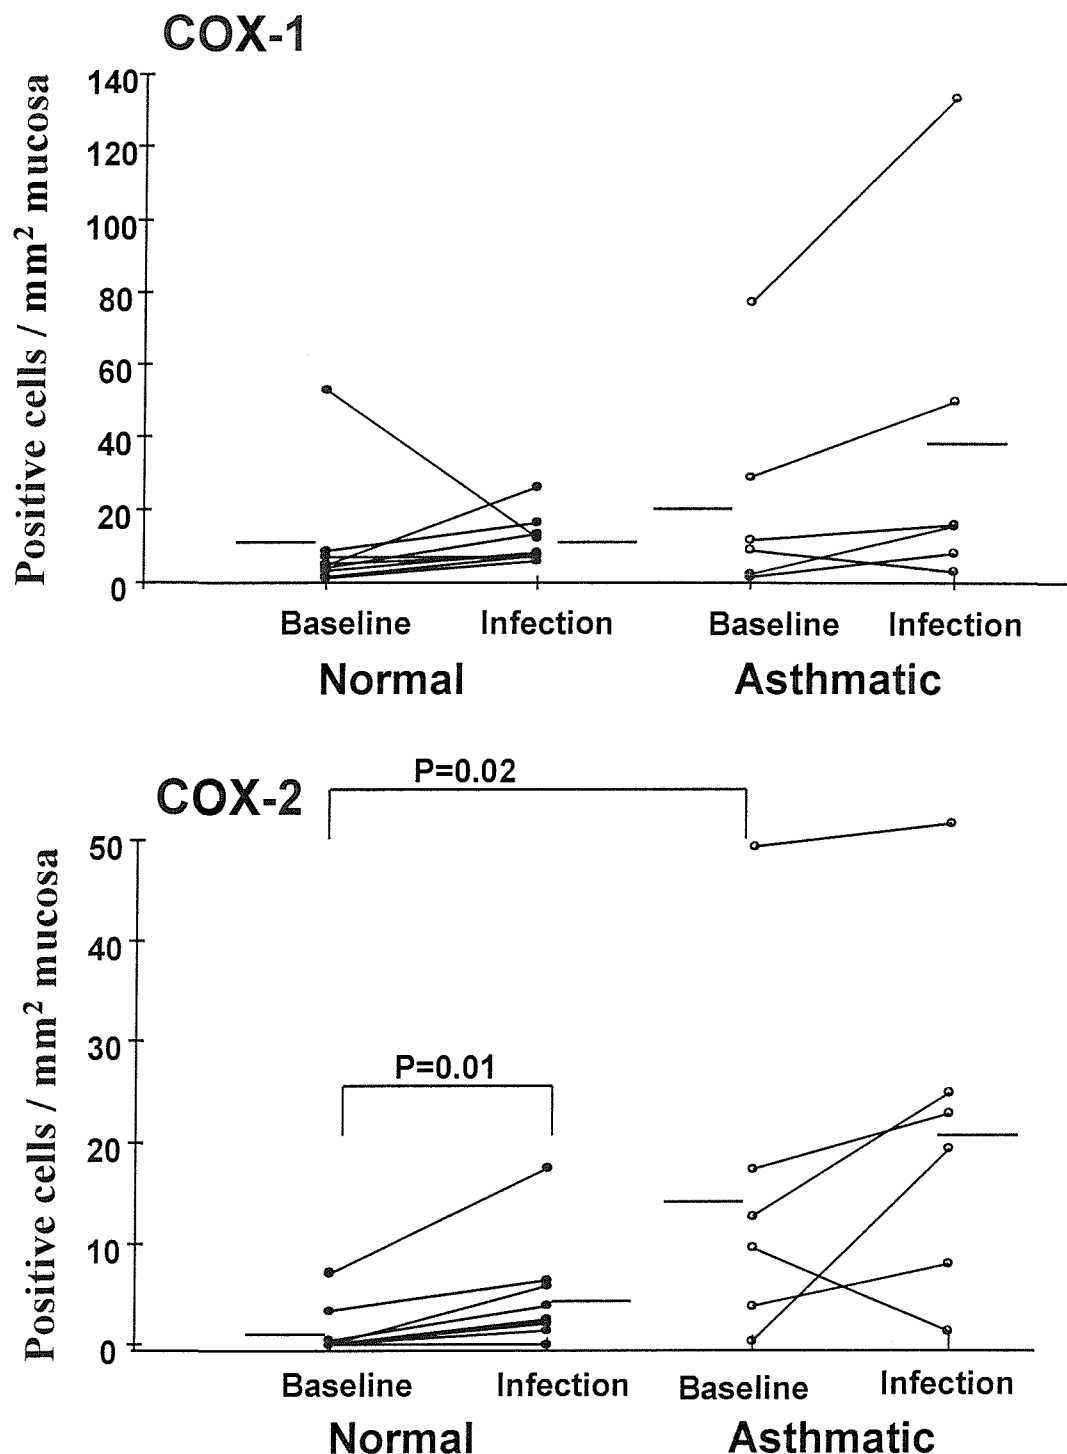 COX-1
Positive cells / mm² mucosa
140
120
100
80
60
40
20
0
Baseline Infection Baseline Infection
Normal Asthmatic
P=0.02
COX-2
Positive cells / mm² mucosa
50
40
30
P=0.01
20
10
0
Baseline Infection Baseline Infection
Normal Asthmatic